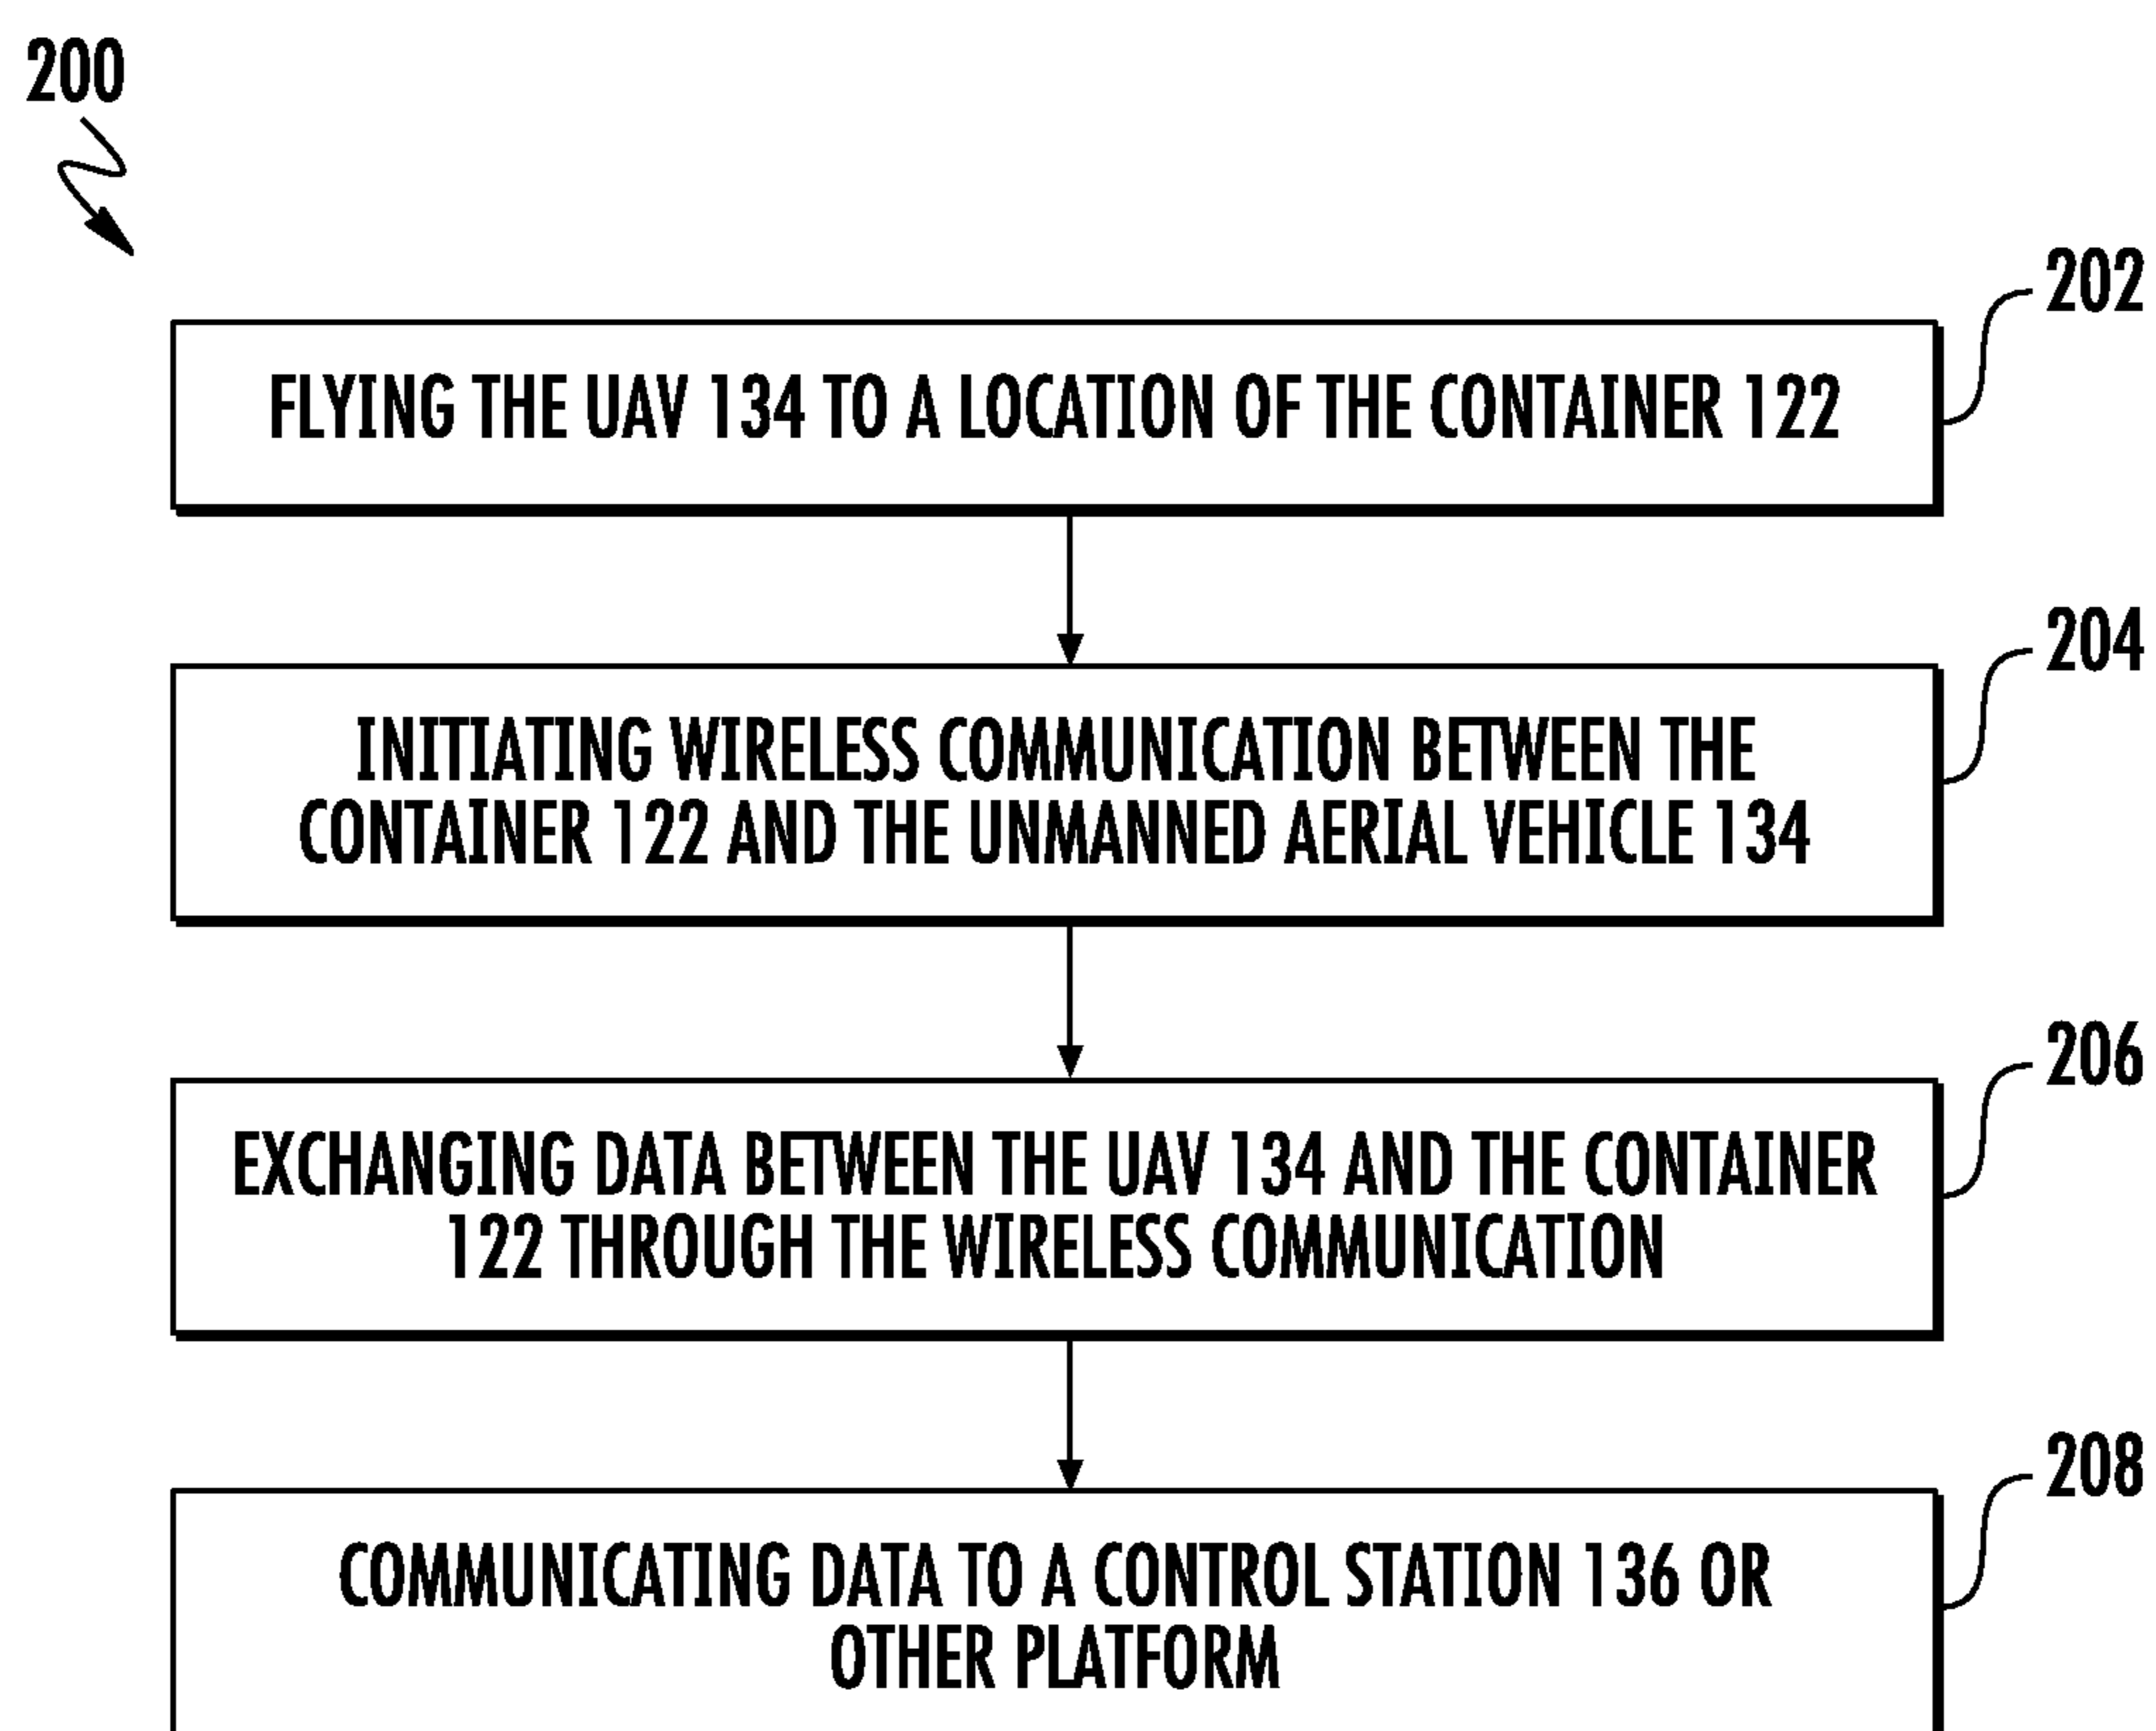 200
202
FLYING THE UAV 134 TO A LOCATION OF THE CONTAINER 122
204
INITIATING WIRELESS COMMUNICATION BETWEEN THE
CONTAINER 122 AND THE UNMANNED AERIAL VEHICLE 134
206
EXCHANGING DATA BETWEEN THE UAV 134 AND THE CONTAINER
122 THROUGH THE WIRELESS COMMUNICATION
208
COMMUNICATING DATA TO A CONTROL STATION 136 OR
OTHER PLATFORM